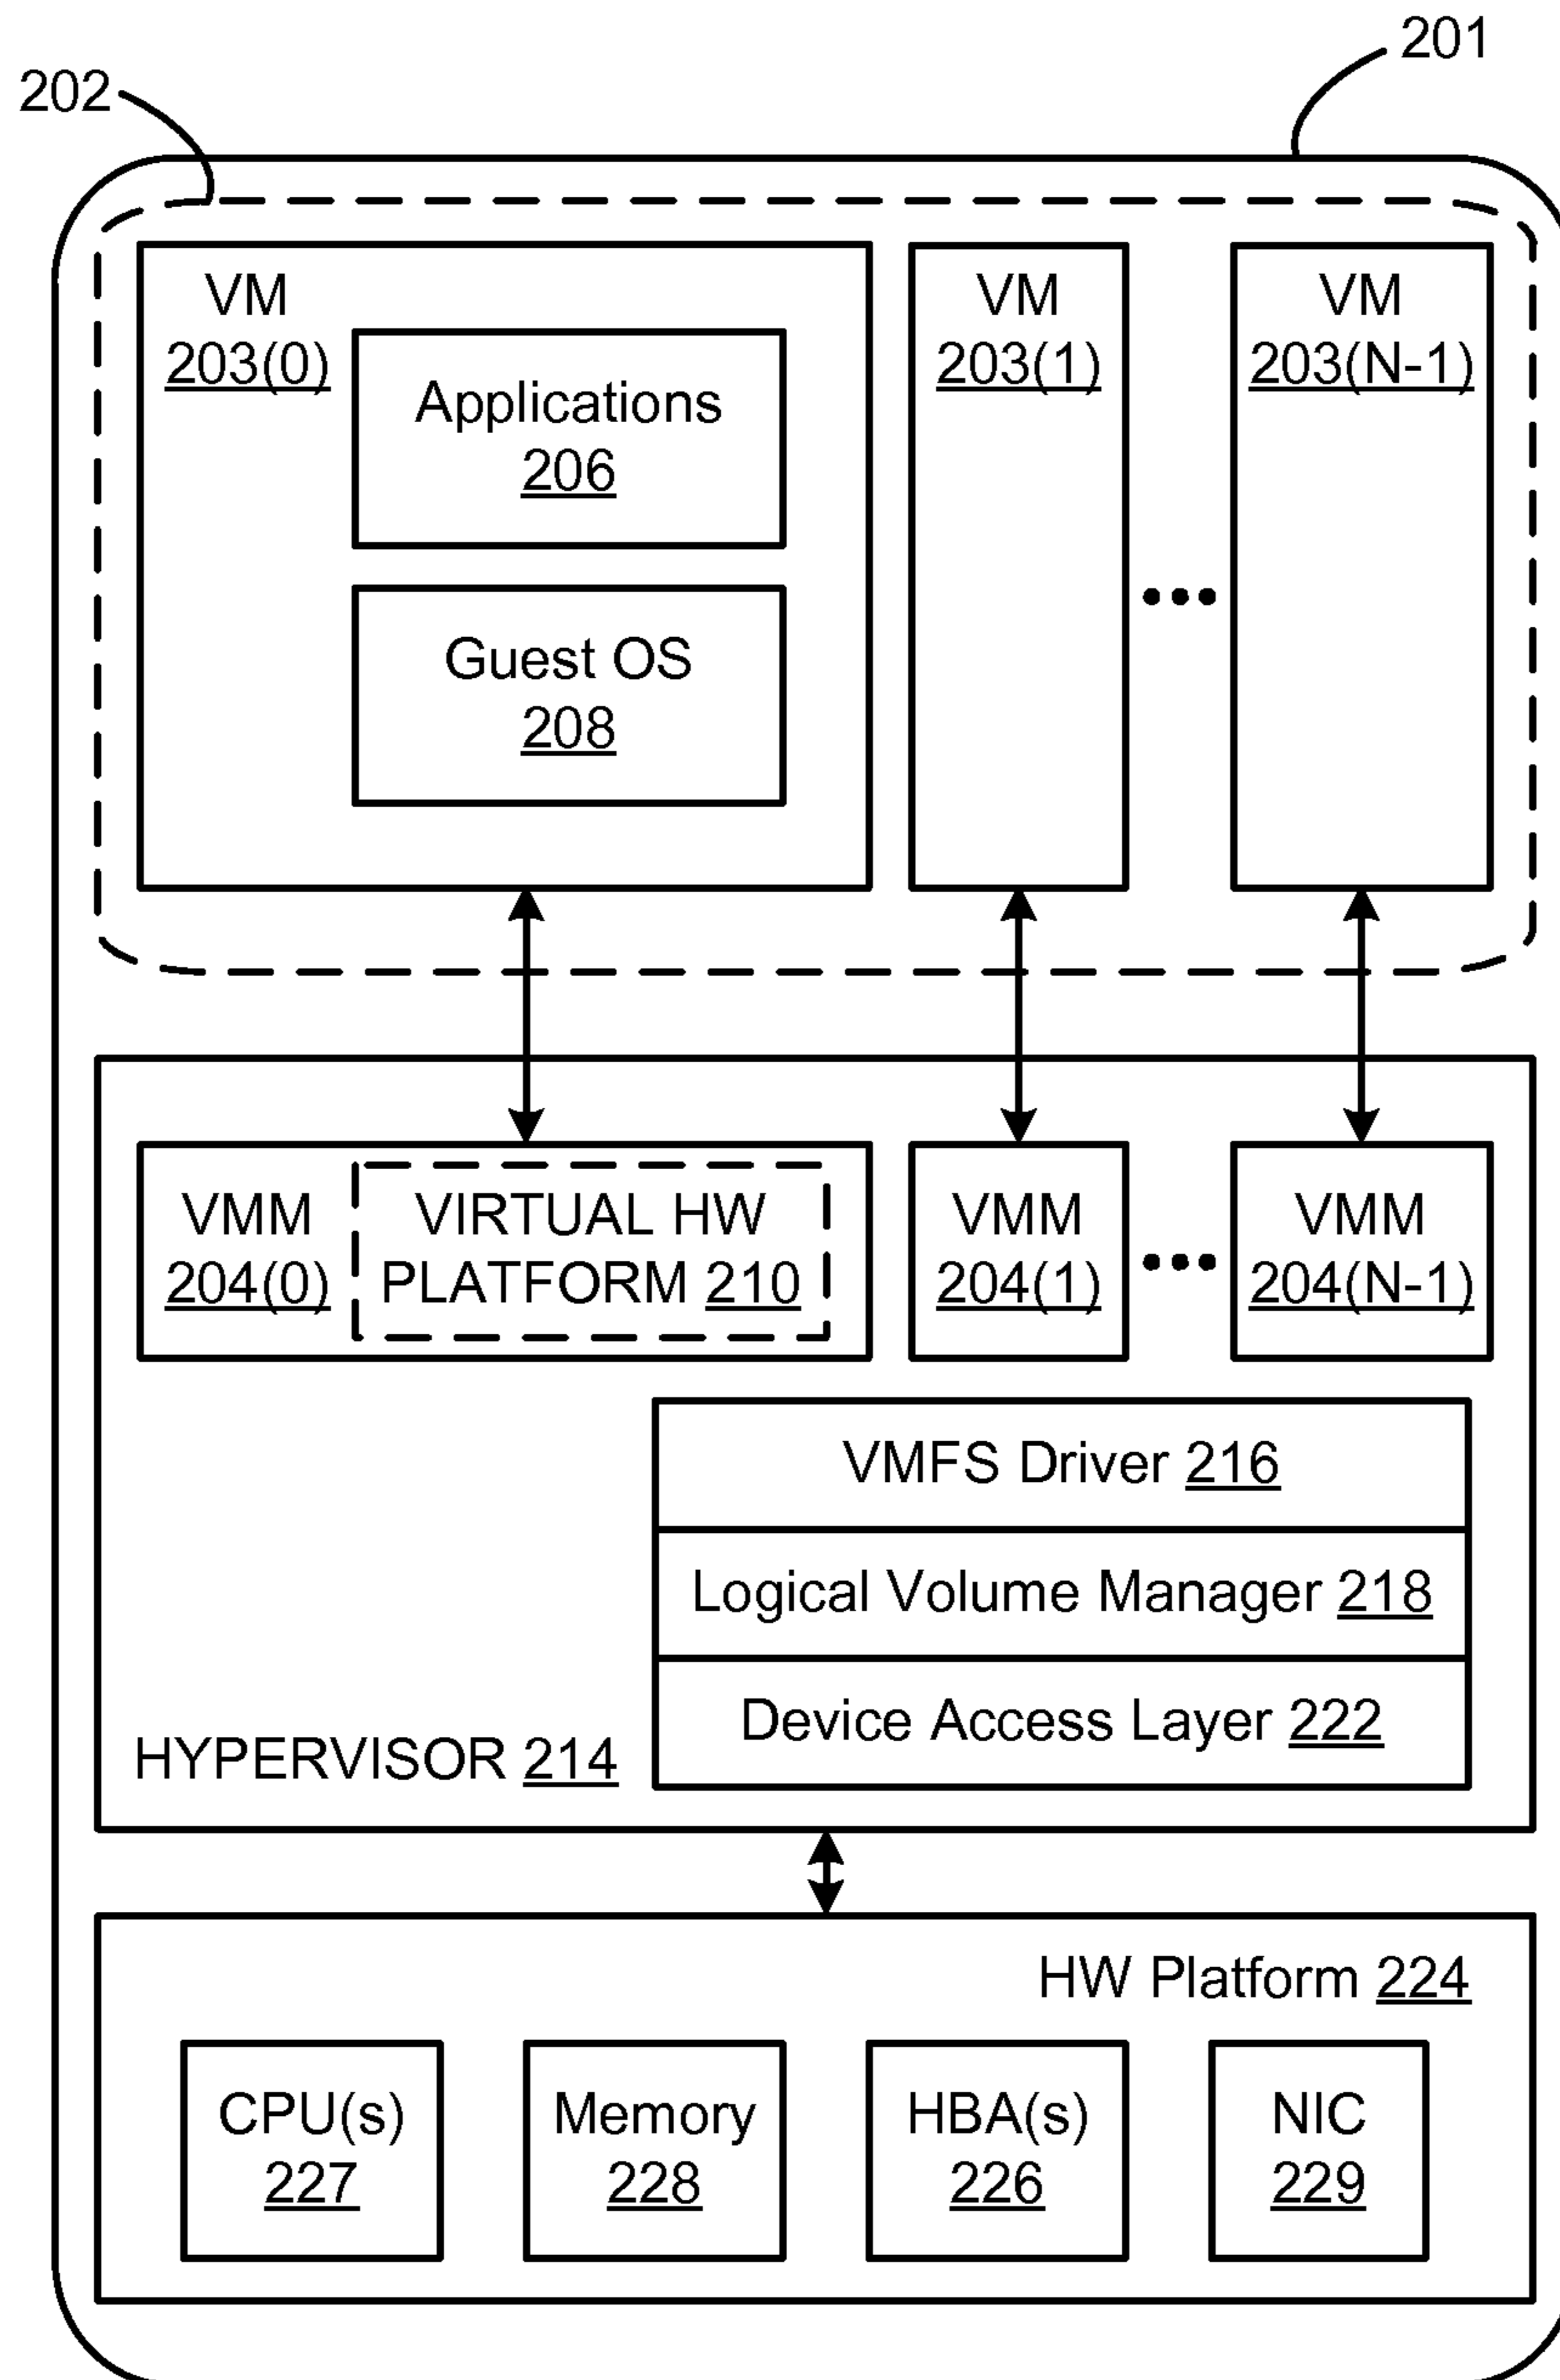 201
202
VM
203(0)
Applications
206
Guest OS
208
VM
203(1)
VM
203(N-1)
VMM
204(0)
VIRTUAL HW
PLATFORM 210
VMM
204(1)
VMM
204(N-1)
VMFS Driver 216
Logical Volume Manager 218
Device Access Layer 222
HYPERVISOR 214
HW Platform 224
CPU(s)
227
Memory
228
HBA(s)
226
NIC
229